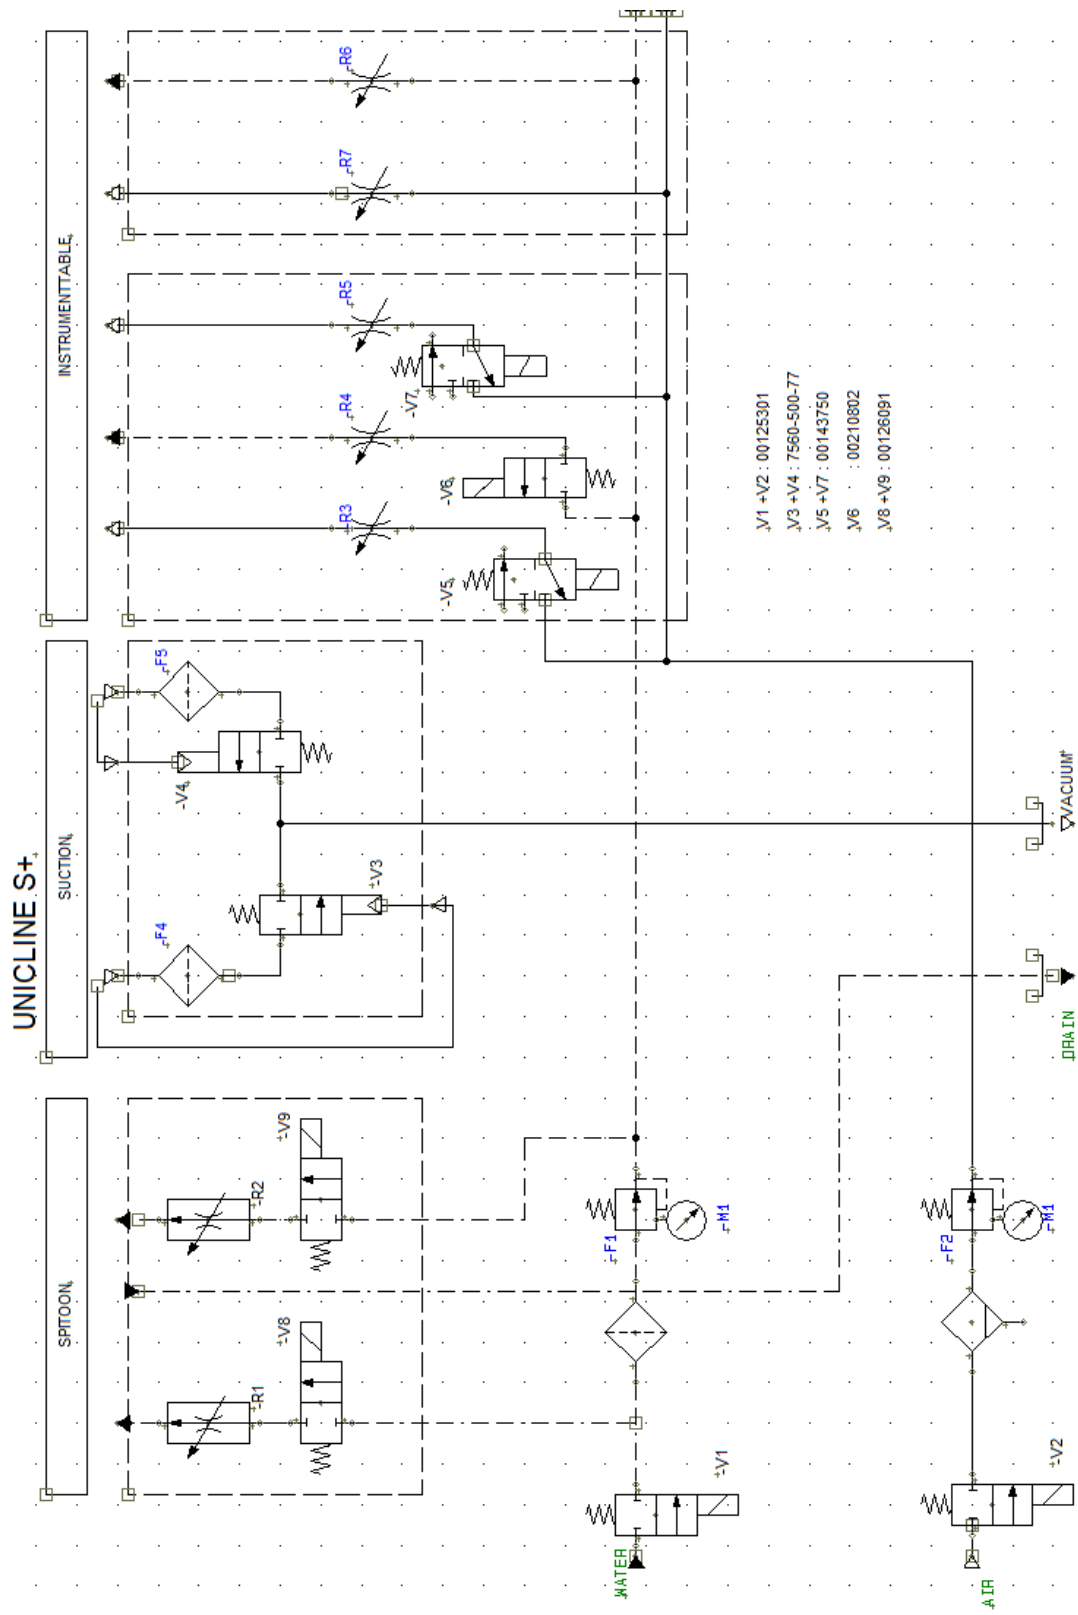 UNICLINE S+
SPITOON
SUCTION
INSTRUMENTTABLE
-R1
-V8
-R2
-V9
-F4
-V3
-V4
-F5
-V5
-R3
-V6
-R4
-V7
-R5
-R7
-R6
V1 +V2 : 00125301
V3 +V4 : 7560-500-77
V5 +V7 : 00143750
V6 : 00210802
V8 +V9 : 00126091
WATER
-V1
-F1
-M1
AIR
-V2
-F2
-M1
DRAIN
VACUUM